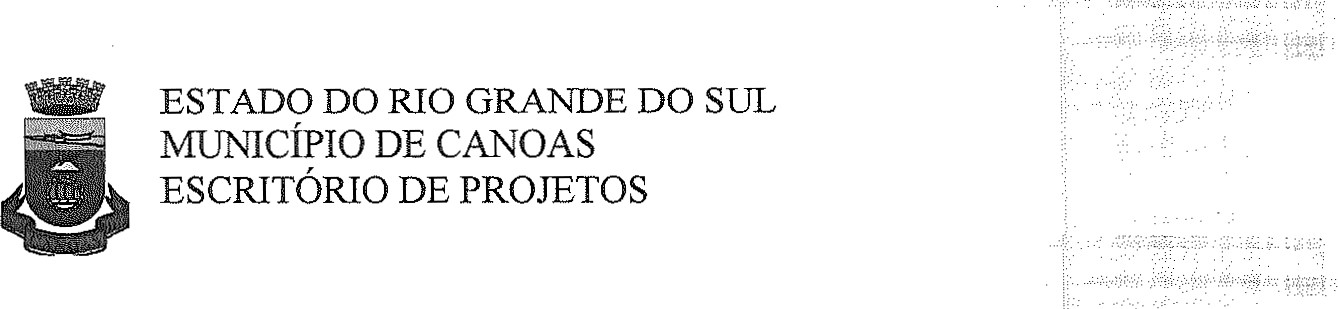 ESTADO DO RIO GRANDE DO SUL
MUNICÍPIO DE CANOAS
ESCRITÓRIO DE PROJETOS